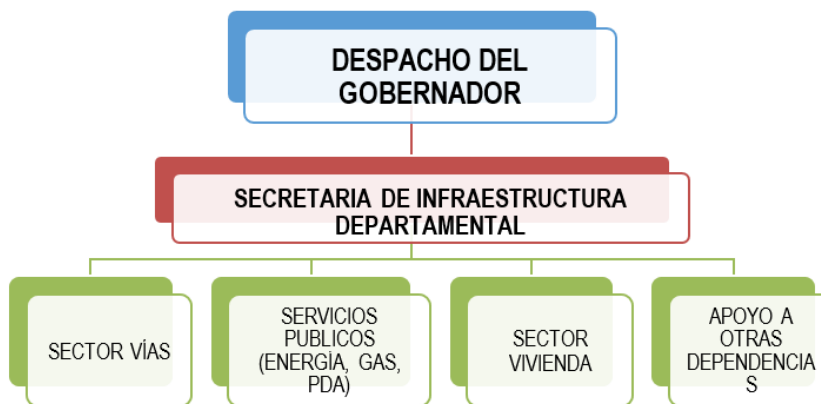 DESPACHO DEL
GOBERNADOR
SECRETARIA DE INFRAESTRUCTURA
DEPARTAMENTAL
SECTOR VÍAS
SERVICIOS
PUBLICOS
(ENERGÍA, GAS,
PDA)
SECTOR
VIVIENDA
APOYO A
OTRAS
DEPENDENCIA
S